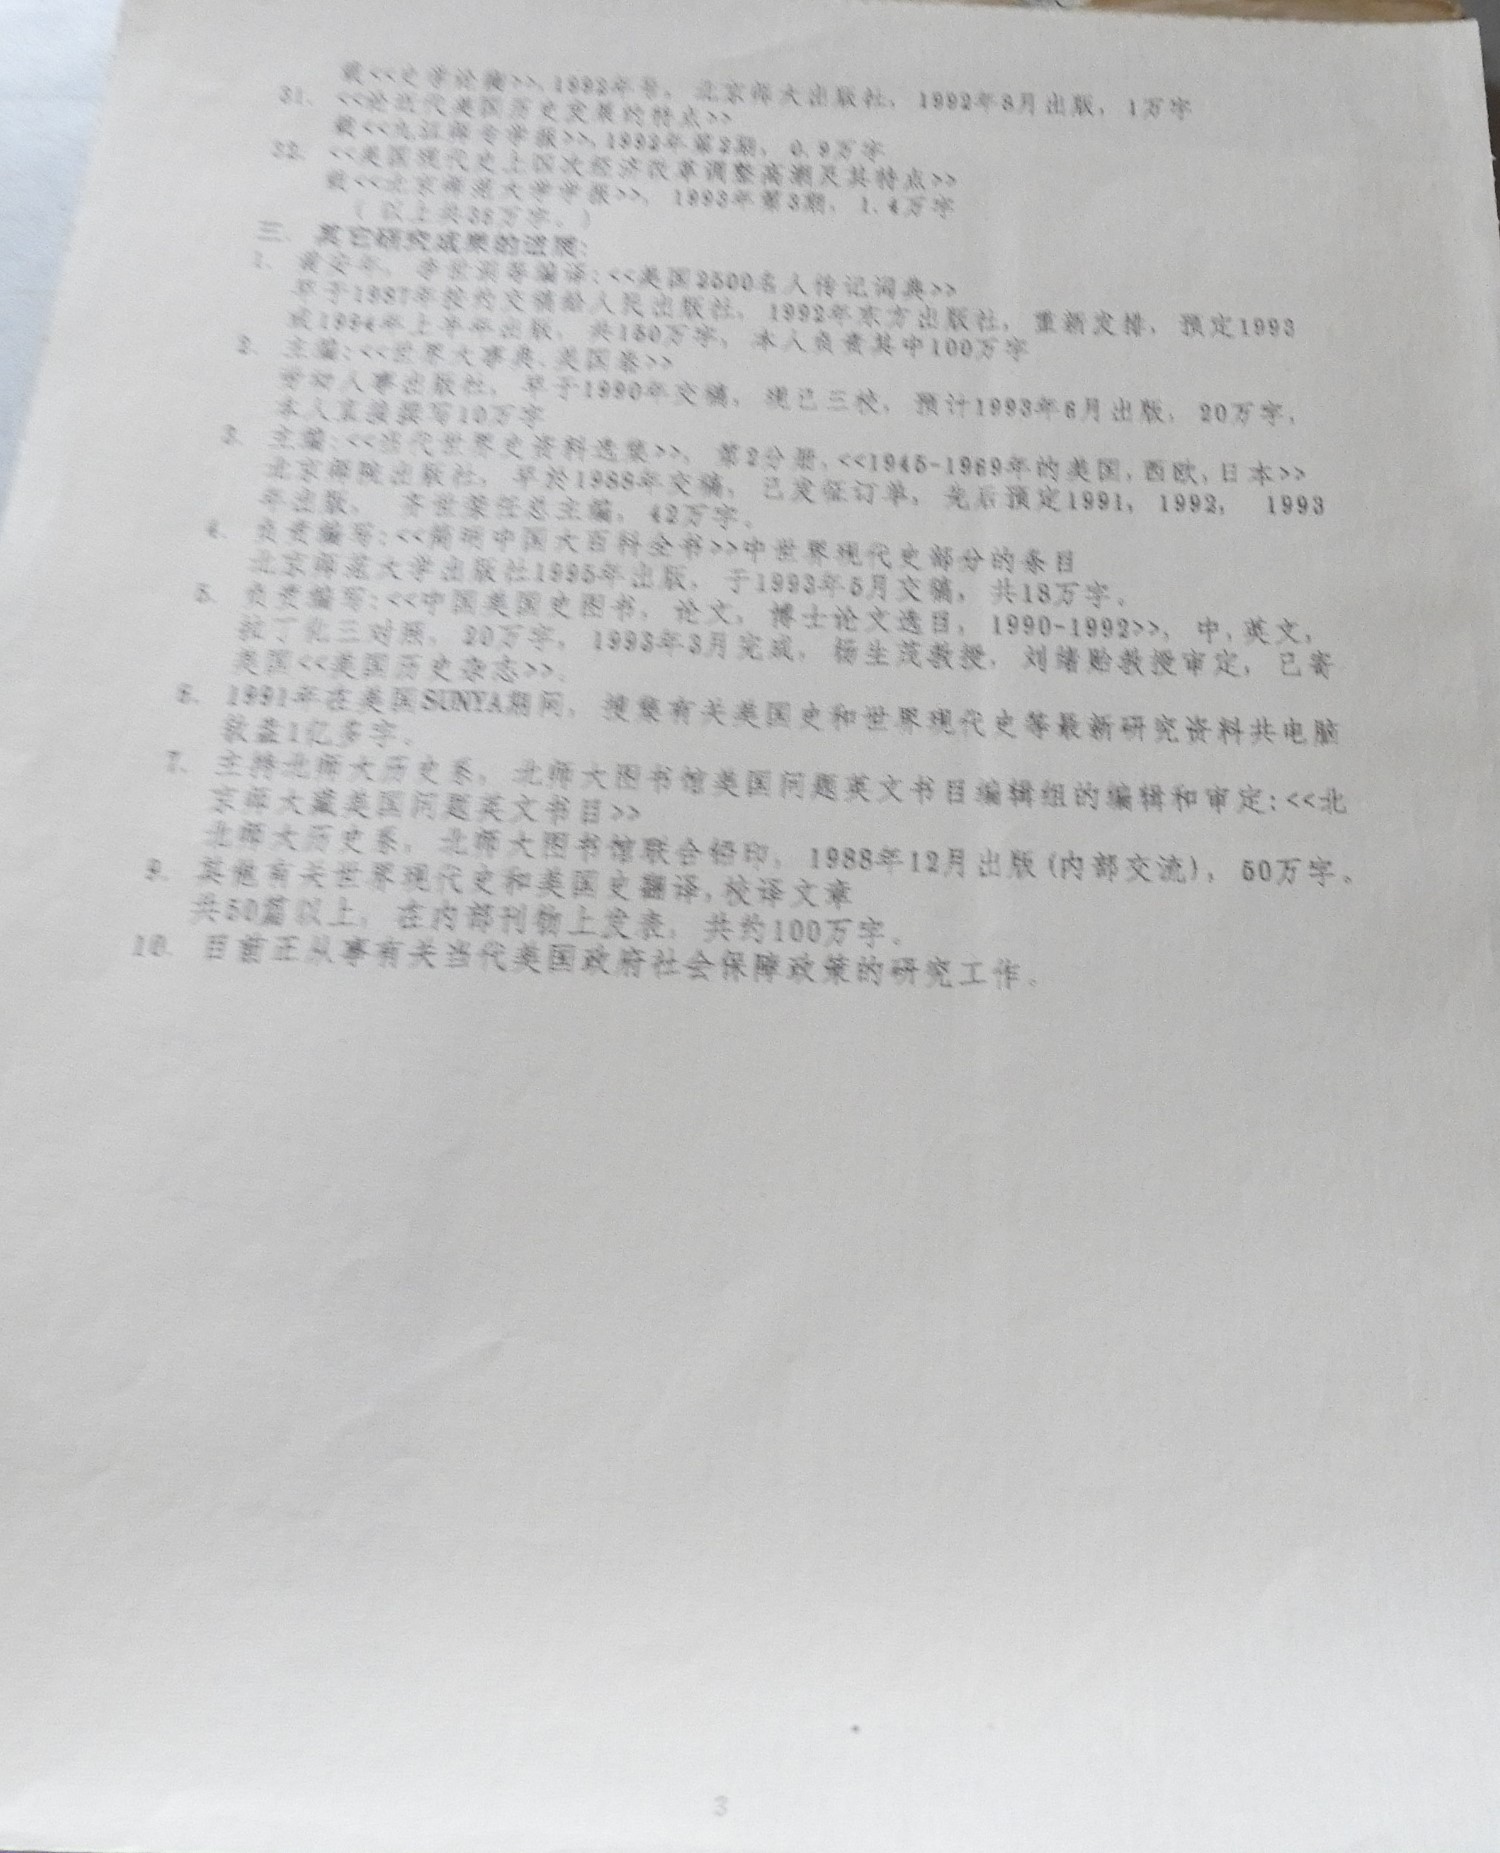 载<<史学论衡>>, 1992年号, 北京师大出版社, 1992年8月出版, 1万字
31. <<论近代美国历史发展的特点>>
载<<九江师专学报>>, 1992年第2期, 0.9万字
32. <<美国现代史上四次经济改革调整高潮及其特点>>
载<<北京师范大学学报>>, 1993年第3期, 1.4万字
(以上共38万字。)
三. 其它研究成果的进展:
1. 黄安年, 等编译:<<美国2500名人传记词典>>
早于1987年按约交稿给人民出版社, 1992年东方出版社, 重新发排, 预定1993
或1994年上半年出版, 共150万字, 本人负责其中100万字
2. 主编:<<世界大事典.美国卷>>
劳动人事出版社, 早于1990年交稿, 现已三校, 预计1993年6月出版, 20万字,
本人直接撰写10万字
3. 主编:<<当代世界史资料选集>>, 第2分册,<<1945-1969年的美国,西欧,日本>>
北京师院出版社, 早於1988年交稿, 已发征订单, 先后预定1991, 1992, 1993
年出版, 齐世荣任总主编, 42万字。
4. 负责编写:<<简明中国大百科全书>>中世界现代史部分的条目
北京师范大学出版社1995年出版, 于1993年5月交稿, 共18万字。
5. 负责编写:<<中国美国史图书, 论文, 博士论文选目, 1990-1992>>, 中,英文,
拉丁化三对照, 20万字, 1993年3月完成, 杨生茂教授, 刘绪贻教授审定, 已寄
美国<<美国历史杂志>>.
6. 1991年在美国SUNYA期间, 搜集有关美国史和世界现代史等最新研究资料共电脑
软盘1亿多字。
7. 主持北师大历史系, 北师大图书馆美国问题英文书目编辑组的编辑和审定:<<北
京师大藏美国问题英文书目>>
北师大历史系, 北师大图书馆联合铅印, 1988年12月出版(内部交流), 50万字。
9. 其他有关世界现代史和美国史翻译,校译文章
共50篇以上, 在内部刊物上发表, 共约100万字。
10. 目前正从事有关当代美国政府社会保障政策的研究工作。
3